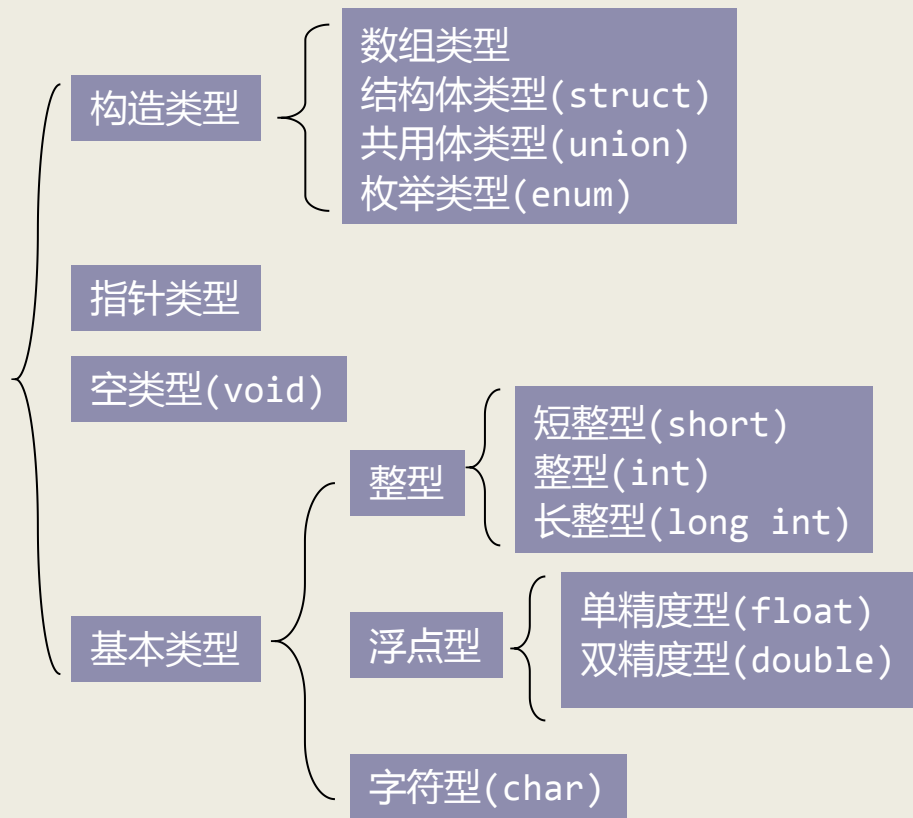 构造类型
数组类型
结构体类型(struct)
共用体类型(union)
枚举类型(enum)
指针类型
空类型(void)
基本类型
整型
短整型(short)
整型(int)
长整型(long int)
浮点型
单精度型(float)
双精度型(double)
字符型(char)